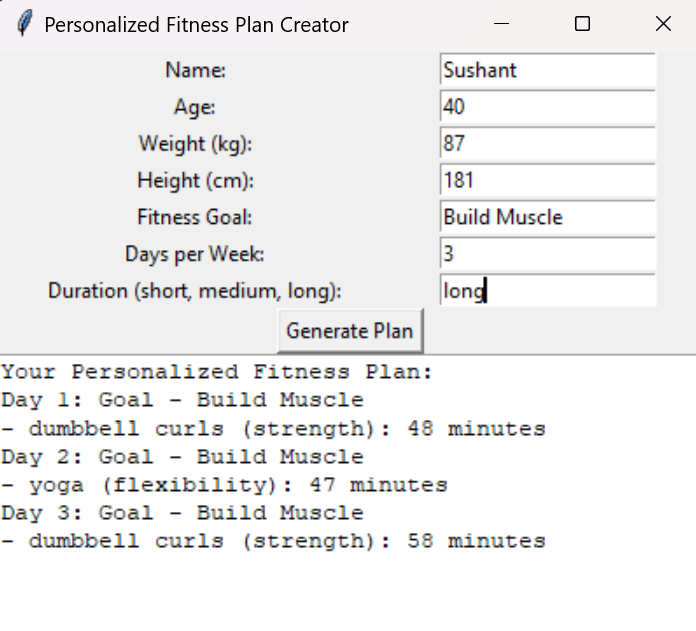 Personalized Fitness Plan Creator
Name: Sushant
Age: 40
Weight (kg): 87
Height (cm): 181
Fitness Goal: Build Muscle
Days per Week: 3
Duration (short, medium, long): long
Generate Plan
Your Personalized Fitness Plan:
Day 1: Goal - Build Muscle
- dumbbell curls (strength): 48 minutes
Day 2: Goal - Build Muscle
- yoga (flexibility): 47 minutes
Day 3: Goal - Build Muscle
- dumbbell curls (strength): 58 minutes